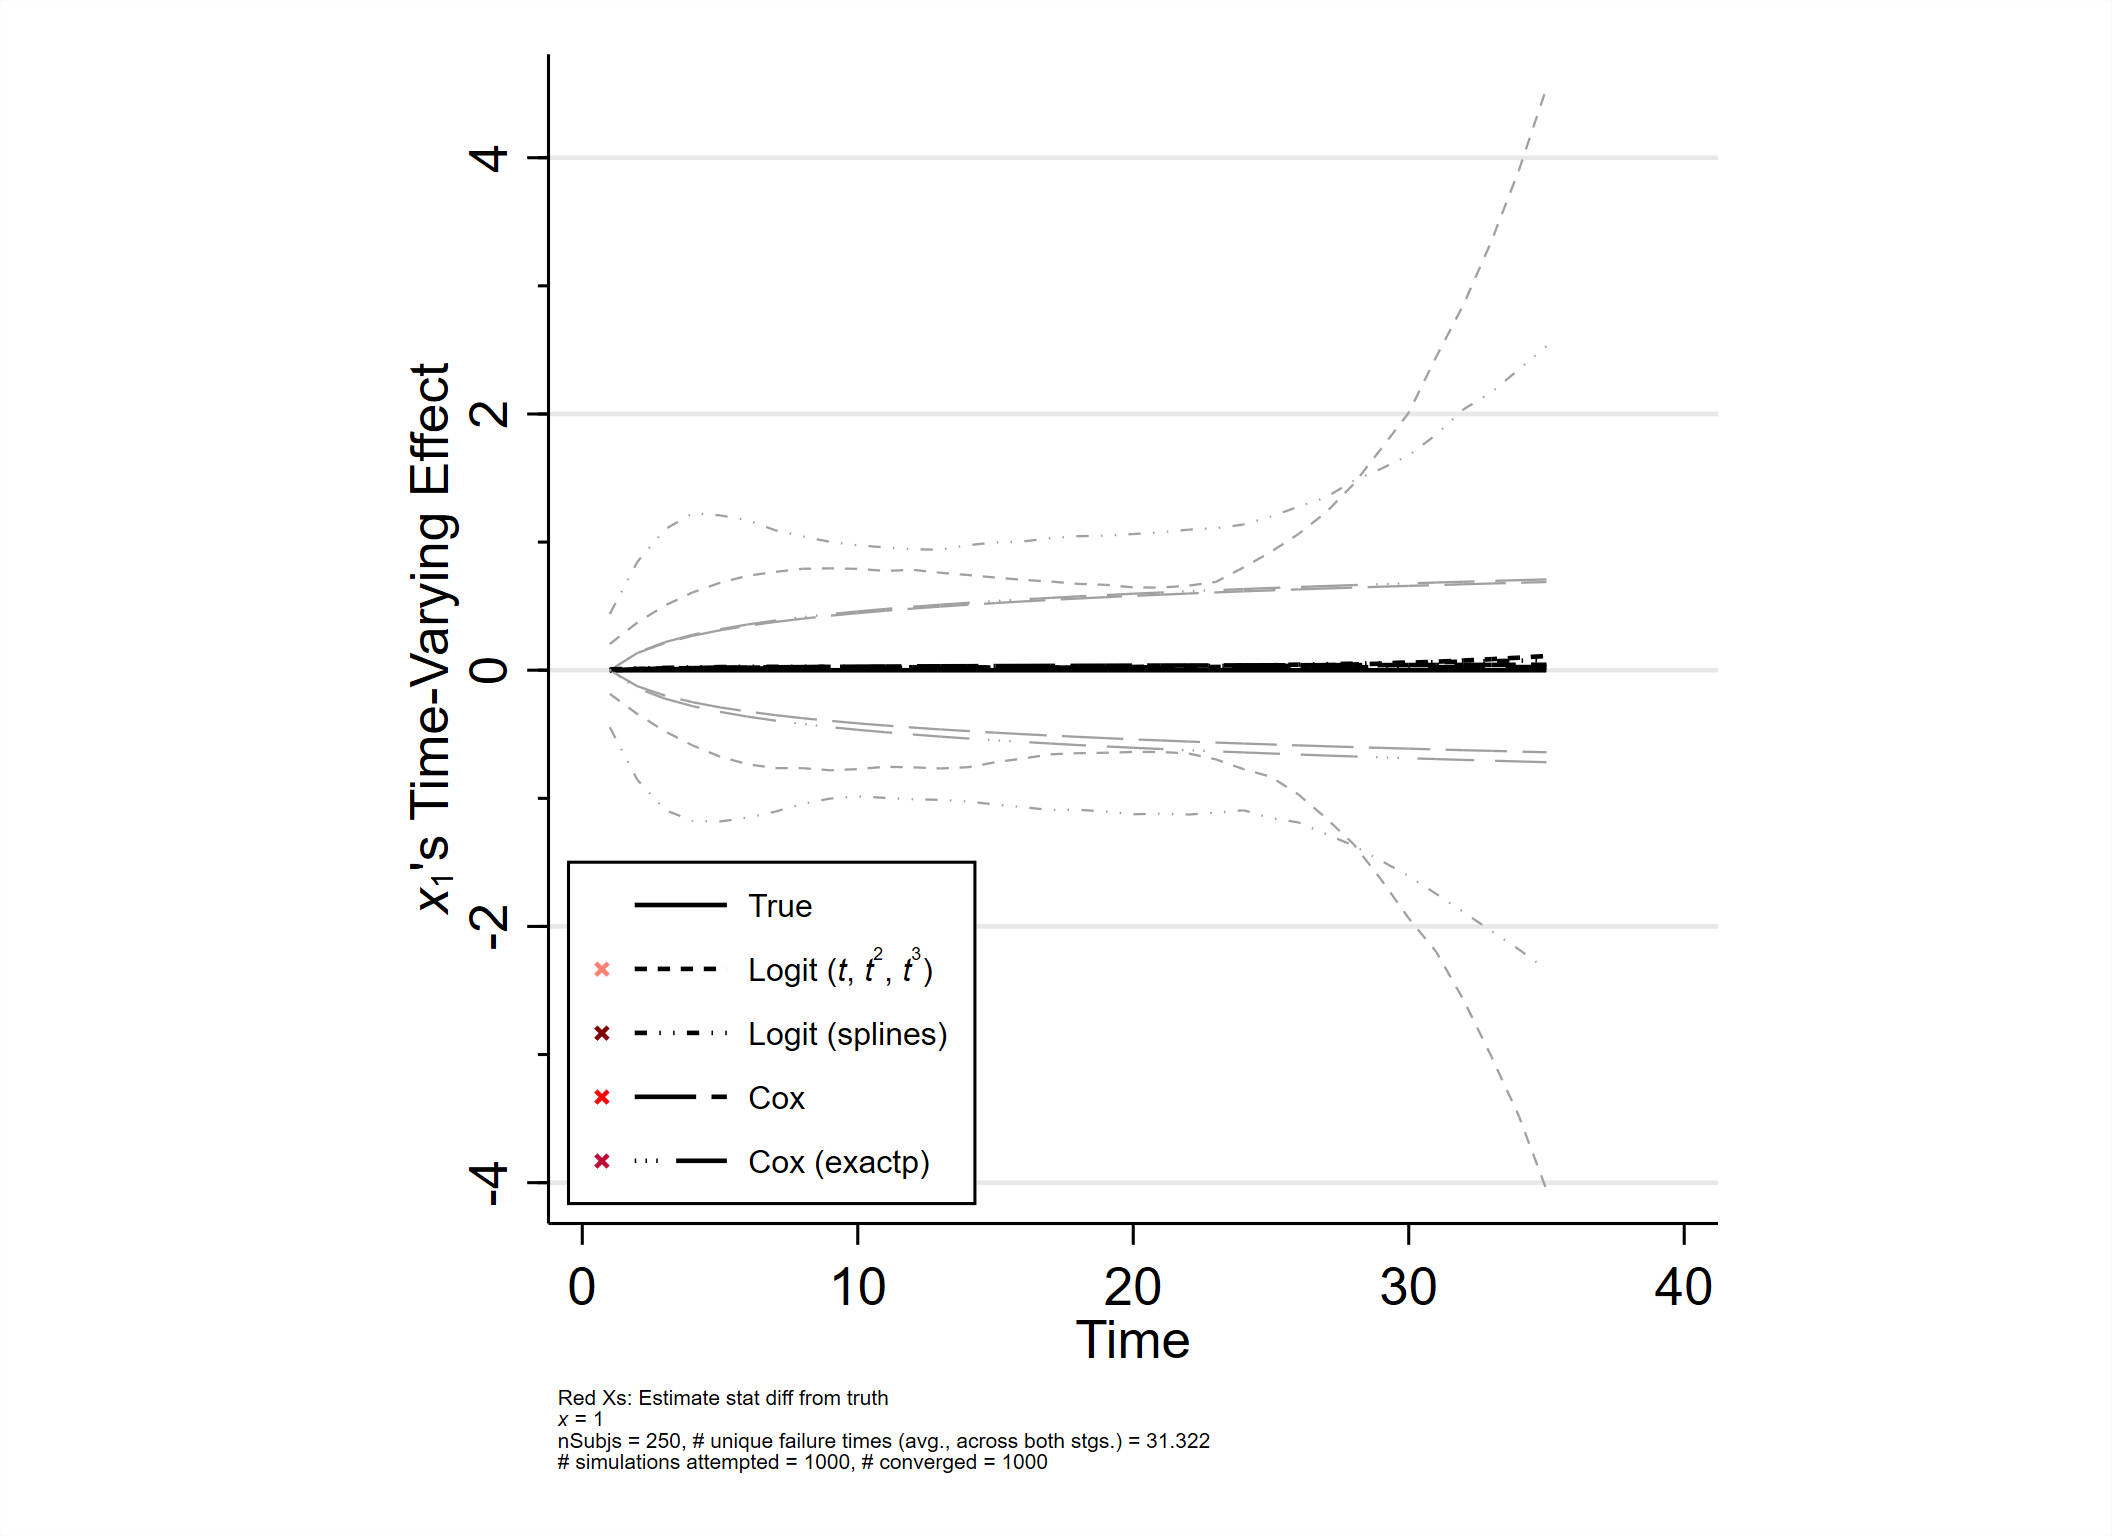 x₁'s Time-Varying Effect
4
2
0
-2
-4
True
Logit (t, t², t³)
Logit (splines)
Cox
Cox (exactp)
0 10 20 30 40
Time
Red Xs: Estimate stat diff from truth
x = 1
nSubjs = 250, # unique failure times (avg., across both stgs.) = 31.322
# simulations attempted = 1000, # converged = 1000